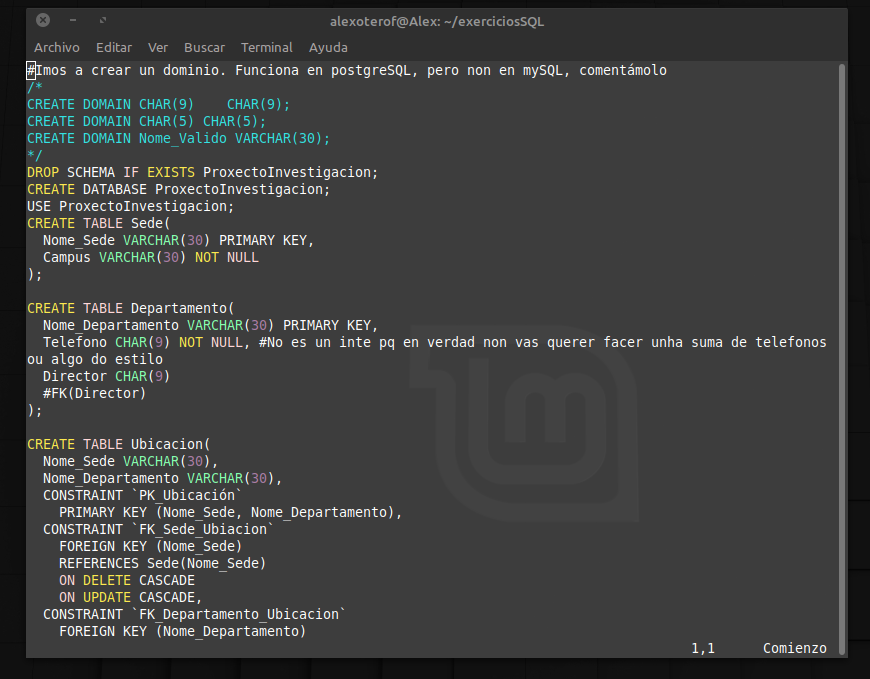 alexoterof@Alex: ~/exerciciosSQL
Archivo Editar Ver Buscar Terminal Ayuda
#Imos a crear un dominio. Funciona en postgreSQL, pero non en mySQL, comentámolo
/*
CREATE DOMAIN CHAR(9)    CHAR(9);
CREATE DOMAIN CHAR(5) CHAR(5);
CREATE DOMAIN Nome_Valido VARCHAR(30);
*/
DROP SCHEMA IF EXISTS ProxectoInvestigacion;
CREATE DATABASE ProxectoInvestigacion;
USE ProxectoInvestigacion;
CREATE TABLE Sede(
  Nome_Sede VARCHAR(30) PRIMARY KEY,
  Campus VARCHAR(30) NOT NULL
);

CREATE TABLE Departamento(
  Nome_Departamento VARCHAR(30) PRIMARY KEY,
  Telefono CHAR(9) NOT NULL, #No es un inte pq en verdad non vas querer facer unha suma de telefonos
ou algo do estilo
  Director CHAR(9)
  #FK(Director)
);

CREATE TABLE Ubicacion(
  Nome_Sede VARCHAR(30),
  Nome_Departamento VARCHAR(30),
  CONSTRAINT `PK_Ubicación`
    PRIMARY KEY (Nome_Sede, Nome_Departamento),
  CONSTRAINT `FK_Sede_Ubiacion`
    FOREIGN KEY (Nome_Sede)
    REFERENCES Sede(Nome_Sede)
    ON DELETE CASCADE
    ON UPDATE CASCADE,
  CONSTRAINT `FK_Departamento_Ubicacion`
    FOREIGN KEY (Nome_Departamento)
1,1 Comienzo